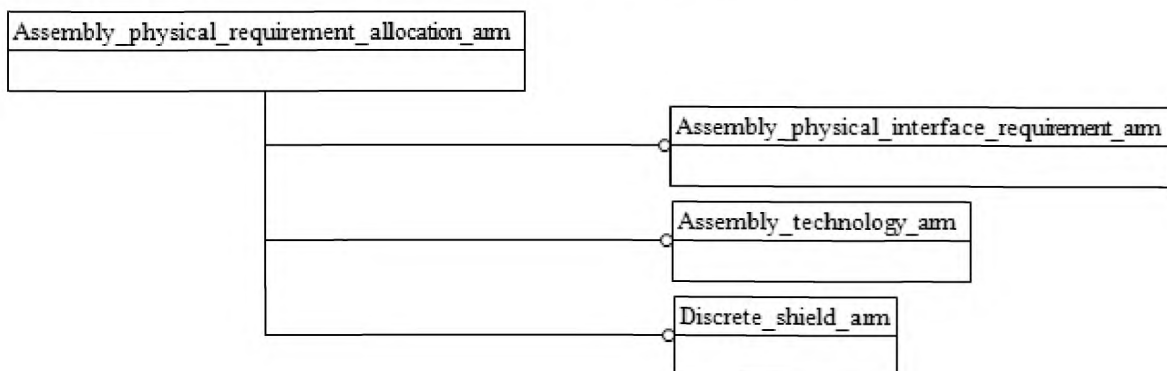 Assembly_physical_requirement_allocation_arm
Assembly_physical_interface_requirement_arm
Assembly_technology_arm
Discrete_shield_arm